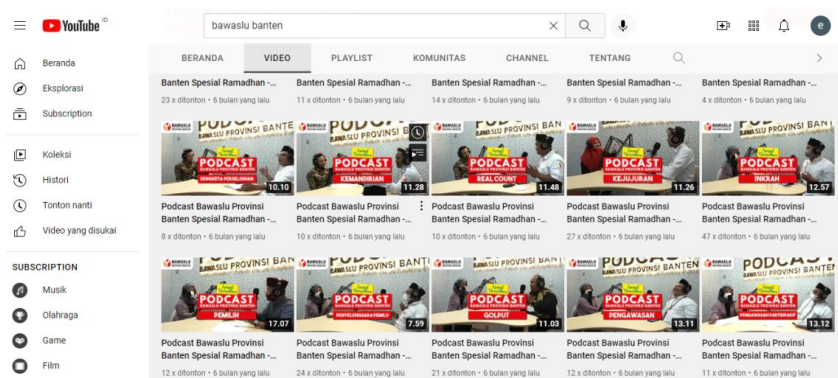 YouTube ID
bawaslu banten
e
Beranda
Eksplorasi
Subscription
Koleksi
Histori
Tonton nanti
Video yang disukai
SUBSCRIPTION
Musik
Olahraga
Game
Film
BERANDA VIDEO PLAYLIST KOMUNITAS CHANNEL TENTANG
Banten Spesial Ramadhan -... Banten Spesial Ramadhan -... Banten Spesial Ramadhan -... Banten Spesial Ramadhan -... Banten Spesial Ramadhan -...
23 x ditonton • 6 bulan yang lalu 11 x ditonton • 6 bulan yang lalu 14 x ditonton • 6 bulan yang lalu 9 x ditonton • 6 bulan yang lalu 4 x ditonton • 6 bulan yang lalu
PODCAST PODCAST PODCAST PODCAST PODCAST
SENGKETA PERSELISIHAN KEMANDIRIAN REAL COUNT KEJUJURAN INKRAH
10.10 11.28 11.48 11.26 12.57
Podcast Bawaslu Provinsi Podcast Bawaslu Provinsi Podcast Bawaslu Provinsi Podcast Bawaslu Provinsi Podcast Bawaslu Provinsi
Banten Spesial Ramadhan -... Banten Spesial Ramadhan -... Banten Spesial Ramadhan -... Banten Spesial Ramadhan -... Banten Spesial Ramadhan -...
8 x ditonton • 6 bulan yang lalu 10 x ditonton • 6 bulan yang lalu 10 x ditonton • 6 bulan yang lalu 27 x ditonton • 6 bulan yang lalu 47 x ditonton • 6 bulan yang lalu
PODCAST PODCAST PODCAST PODCAST PODCAST
PEMILIH PENYELENGGARA PEMILU GOLPUT PENGAWASAN PENGAWASAN PARTISIPATIF
17.07 7.59 11.03 13.11 13.12
Podcast Bawaslu Provinsi Podcast Bawaslu Provinsi Podcast Bawaslu Provinsi Podcast Bawaslu Provinsi Podcast Bawaslu Provinsi
Banten Spesial Ramadhan -... Banten Spesial Ramadhan -... Banten Spesial Ramadhan -... Banten Spesial Ramadhan -... Banten Spesial Ramadhan -...
12 x ditonton • 6 bulan yang lalu 24 x ditonton • 6 bulan yang lalu 21 x ditonton • 6 bulan yang lalu 12 x ditonton • 6 bulan yang lalu 11 x ditonton • 6 bulan yang lalu